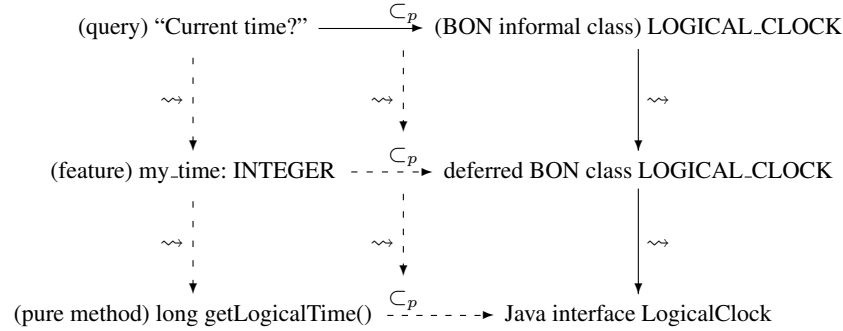 ⊂p
(query) “Current time?” (BON informal class) LOGICAL_CLOCK
⇝ ⇝ ⇝
⊂p
(feature) my_time: INTEGER deferred BON class LOGICAL_CLOCK
⇝ ⇝ ⇝
⊂p
(pure method) long getLogicalTime() Java interface LogicalClock